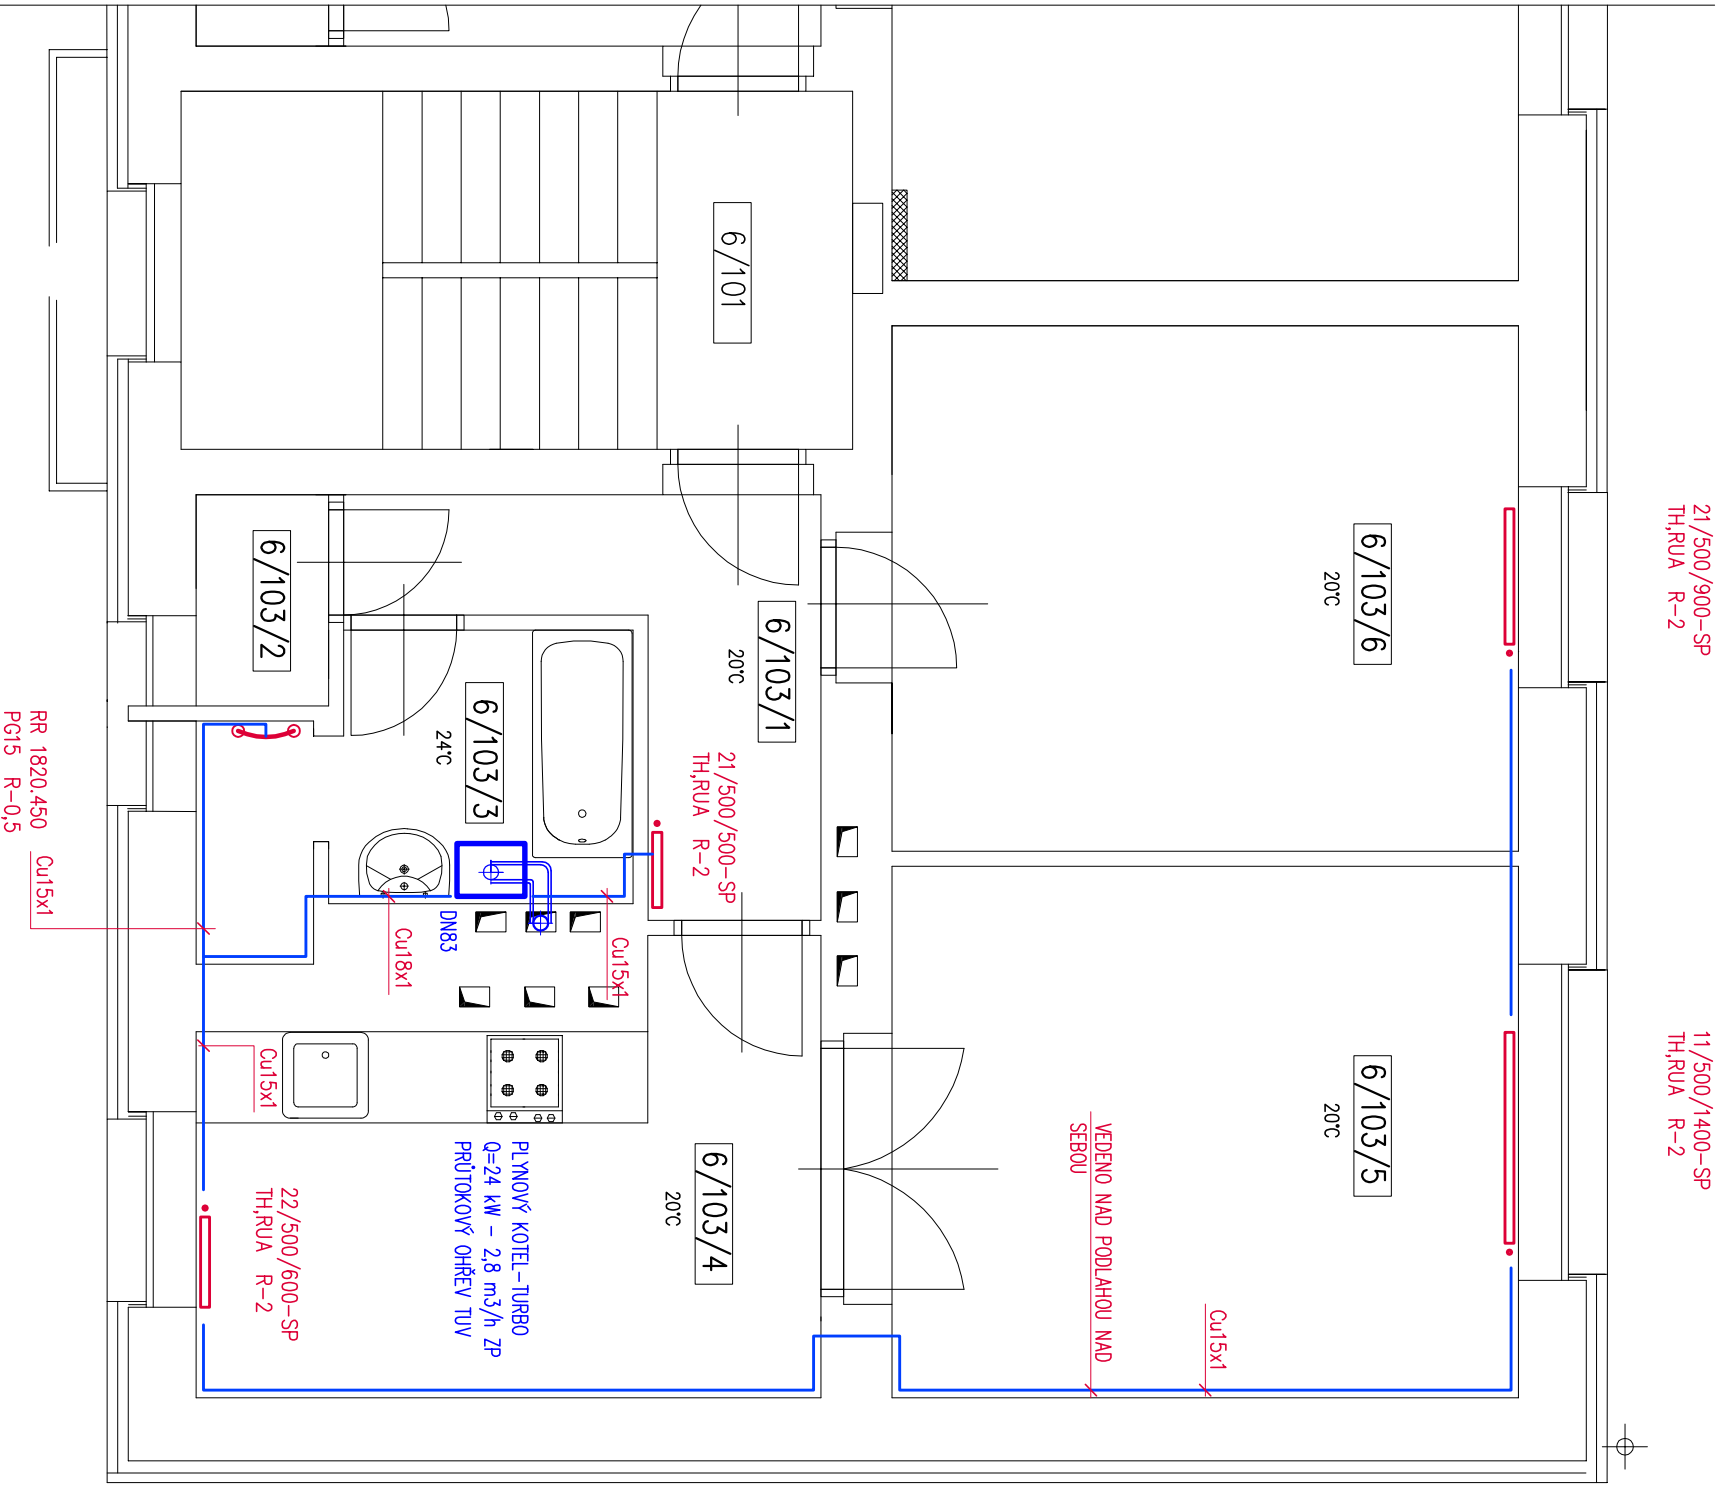 21/500/900-SP
TH,RUA R-2
11/500/1400-SP
TH,RUA R-2
6/101
6/103/6
20°C
6/103/5
20°C
6/103/1
20°C
21/500/500-SP
TH,RUA R-2
6/103/2
6/103/3
24°C
VEDENO NAD PODLAHOU NAD
SEBOU
Cu15x1
6/103/4
20°C
Cu15x1
DN83
Cu18x1
PLYNOVÝ KOTEL-TURBO
Q=24 kW - 2,8 m3/h ZP
PRŮTOKOVÝ OHŘEV TUV
Cu15x1
22/500/600-SP
TH,RUA R-2
RR 1820.450
PG15 R-0,5
Cu15x1